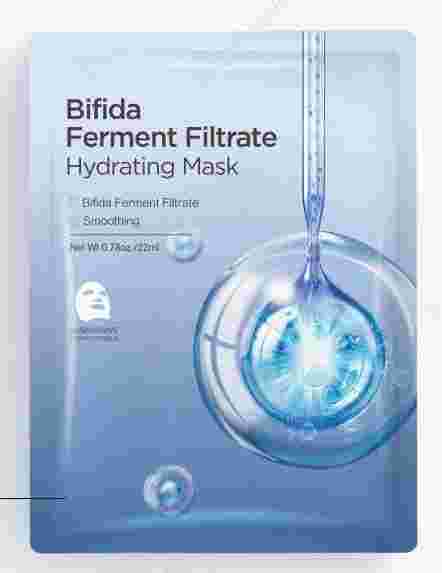 Bifida
Ferment Filtrate
Hydrating Mask
Bifida Ferment Filtrate
Smoothing
Net Wt 0.78oz /22ml